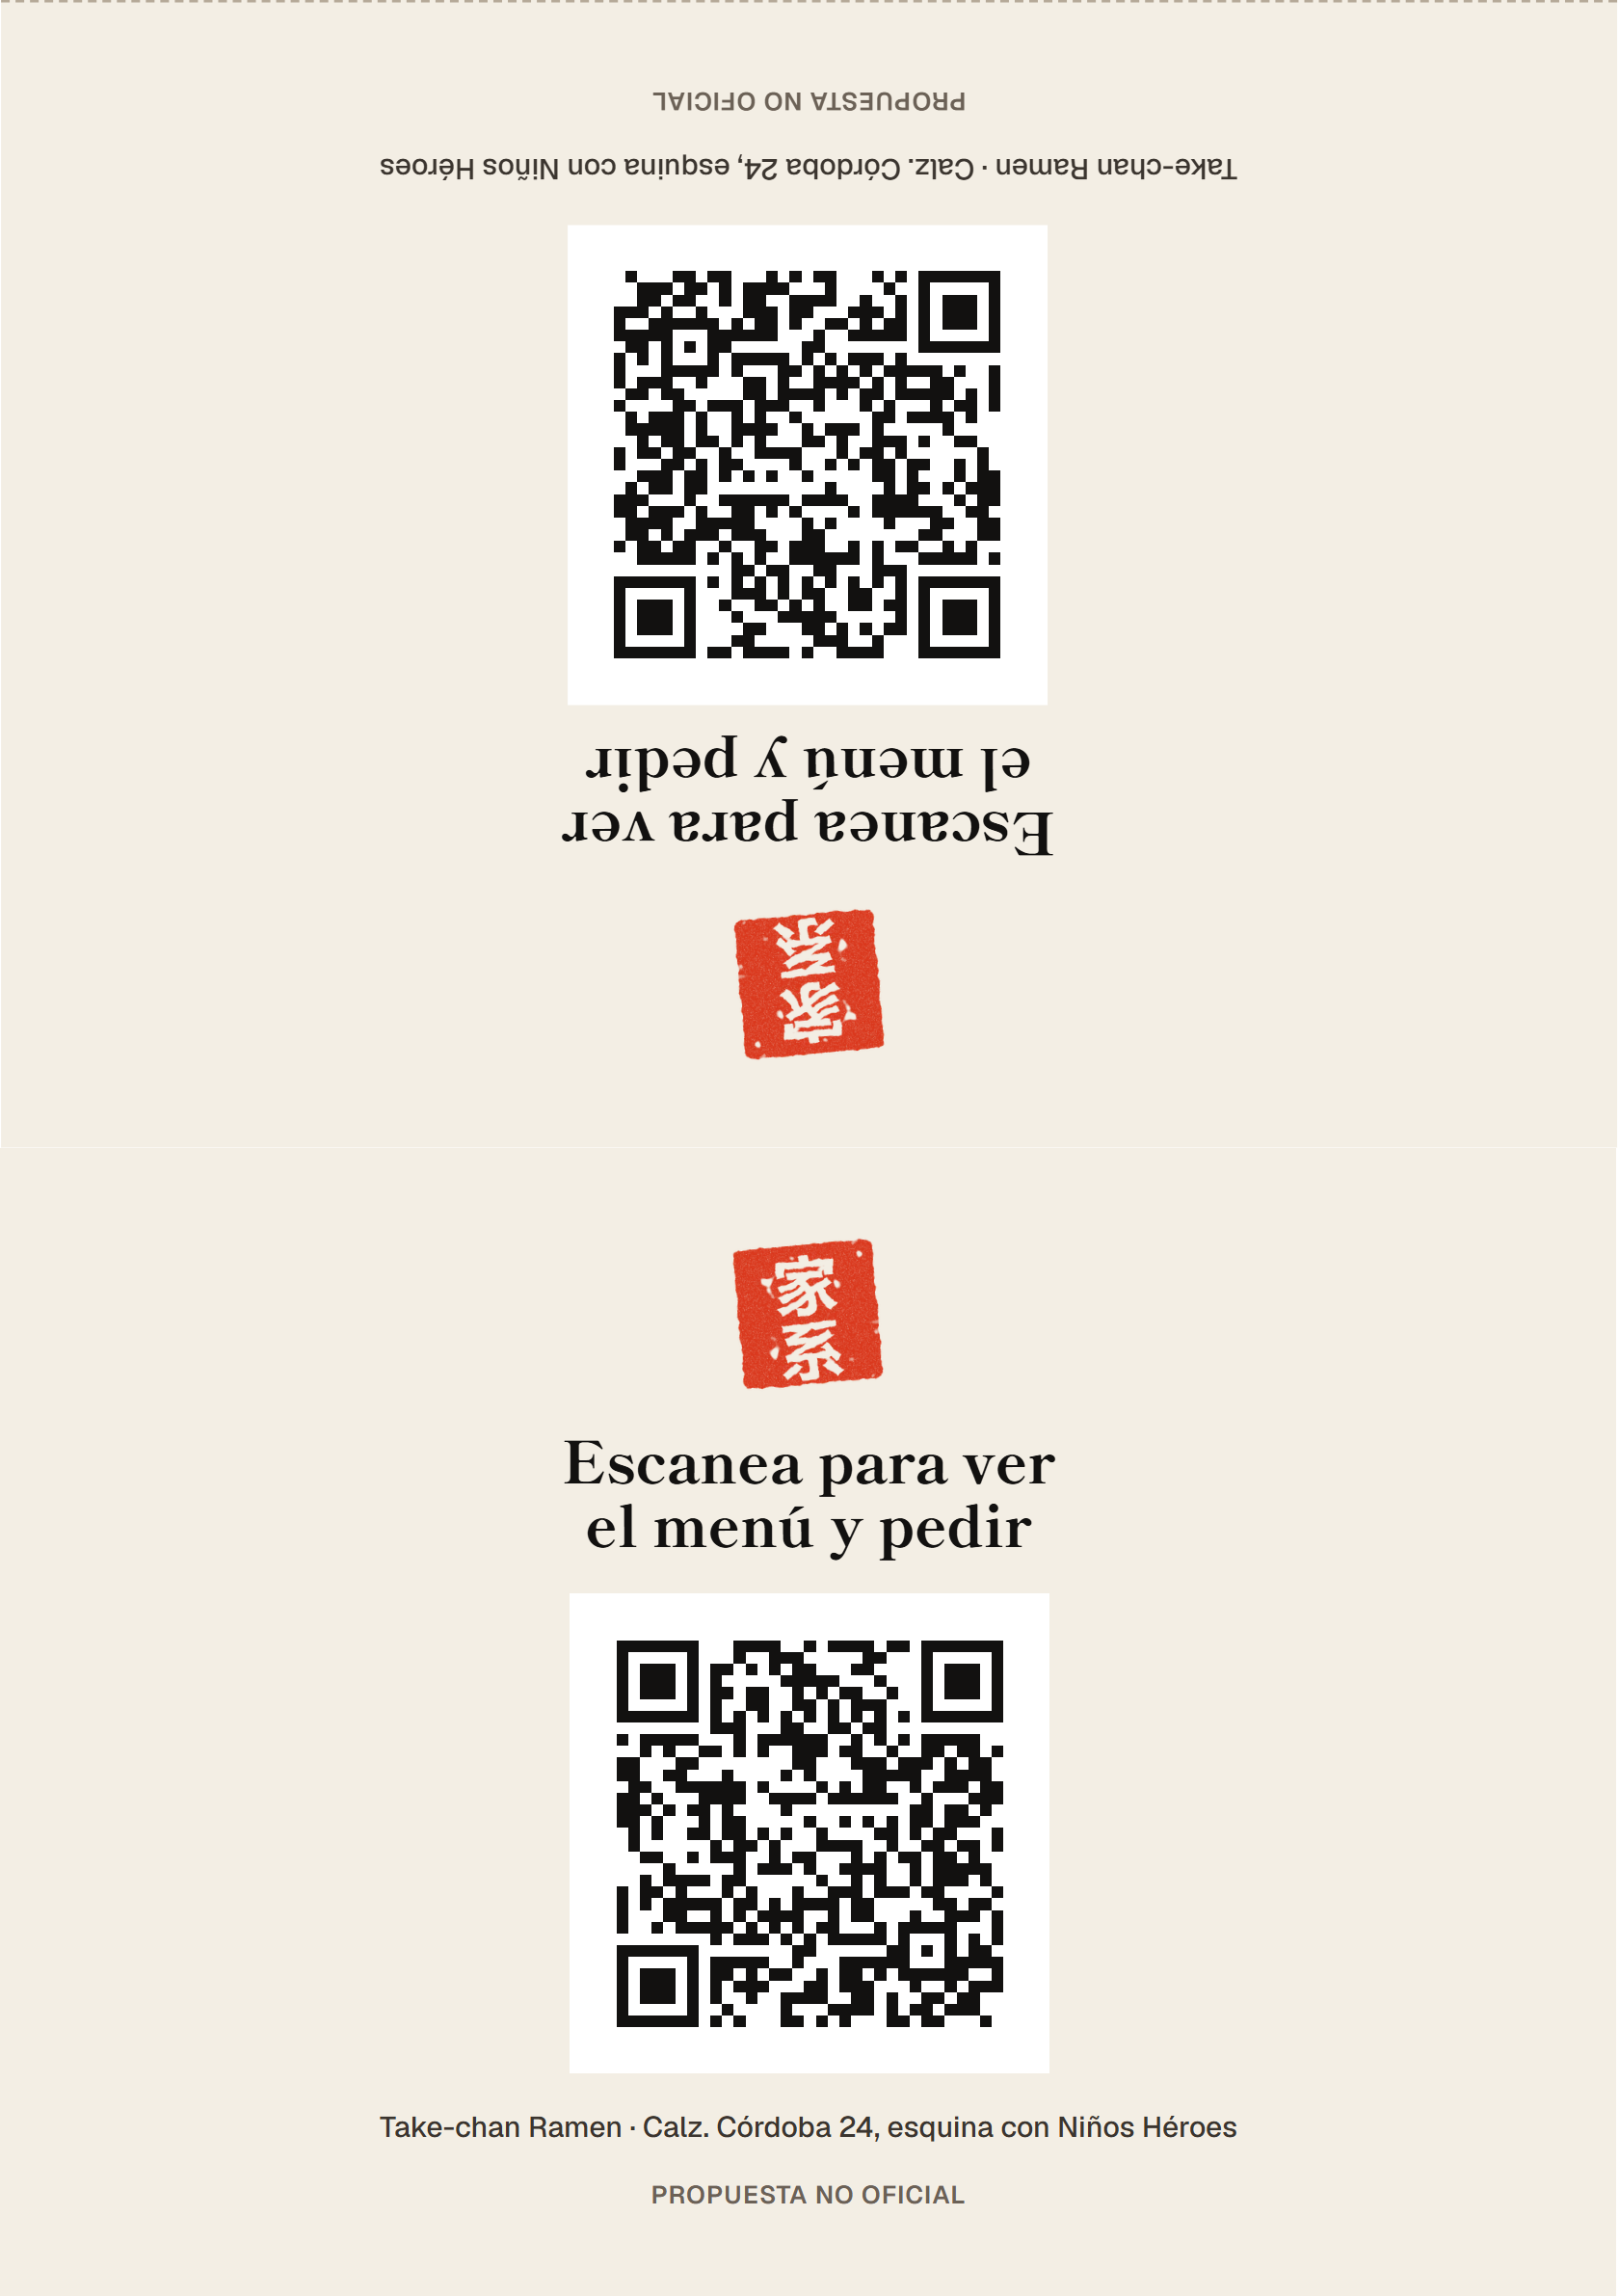 PROPUESTA NO OFICIAL
Take-chan Ramen · Calz. Córdoba 24, esquina con Niños Héroes
el menú y pedir
Escanea para ver
家系
家系
Escanea para ver
el menú y pedir
Take-chan Ramen · Calz. Córdoba 24, esquina con Niños Héroes
PROPUESTA NO OFICIAL